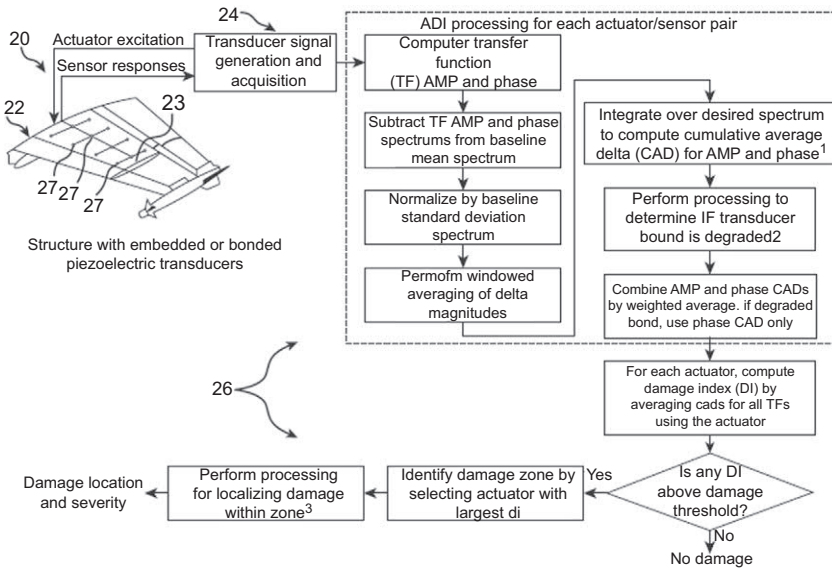 24
ADI processing for each actuator/sensor pair
20
Actuator excitation
Sensor responses
Transducer signal
generation and
acquisition
Computer transfer
function
(TF) AMP and phase
22
23
27
27
27
Structure with embedded or bonded
piezoelectric transducers
Subtract TF AMP and phase
spectrums from baseline
mean spectrum
Normalize by baseline
standard deviation
spectrum
Permofm windowed
averaging of delta
magnitudes
Integrate over desired spectrum
to compute cumulative average
delta (CAD) for AMP and phase1
Perform processing to
determine IF transducer
bound is degraded2
Combine AMP and phase CADs
by weighted average. if degraded
bond, use phase CAD only
26
For each actuator, compute
damage index (DI) by
averaging cads for all TFs
using the actuator
Is any DI
above damage
threshold?
Yes
Identify damage zone by
selecting actuator with
largest di
Perform processing
for localizing damage
within zone3
Damage location
and severity
No
No damage